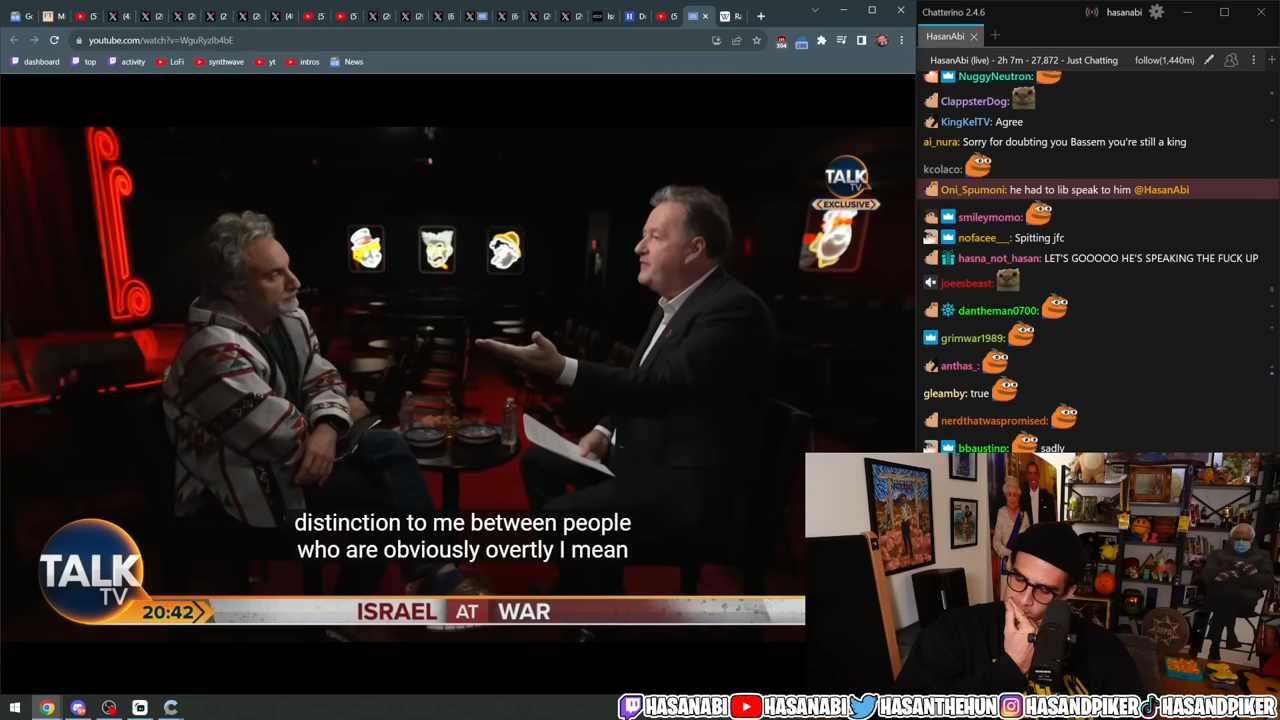 youtube.com/watch?v=WguRyzIb4bE
304
280
dashboard
top
activity
LoFi
synthwave
yt
intros
News
TALK
TV
EXCLUSIVE
distinction to me between people
who are obviously overtly I mean
TALK
TV
20:42
ISRAEL AT WAR
Chatterino 2.4.6
hasanabi
HasanAbi
HasanAbi (live) - 2h 7m - 27,872 - Just Chatting
follow(1,440m)
NuggyNeutron:
ClappsterDog:
KingKelTV: Agree
ai_nura: Sorry for doubting you Bassem you're still a king
kcolaco:
Oni_Spumoni: he had to lib speak to him @HasanAbi
smileymomo:
nofacee___: Spitting jfc
hasna_not_hasan: LET'S GOOOOO HE'S SPEAKING THE FUCK UP
joeesbeast:
dantheman0700:
grimwar1989:
anthas_:
gleamby: true
nerdthatwaspromised:
bbaustinp: sadly
HASANABI
HASANABI
HASANTHEHUN
HASANDPIKER
HASANDPIKER